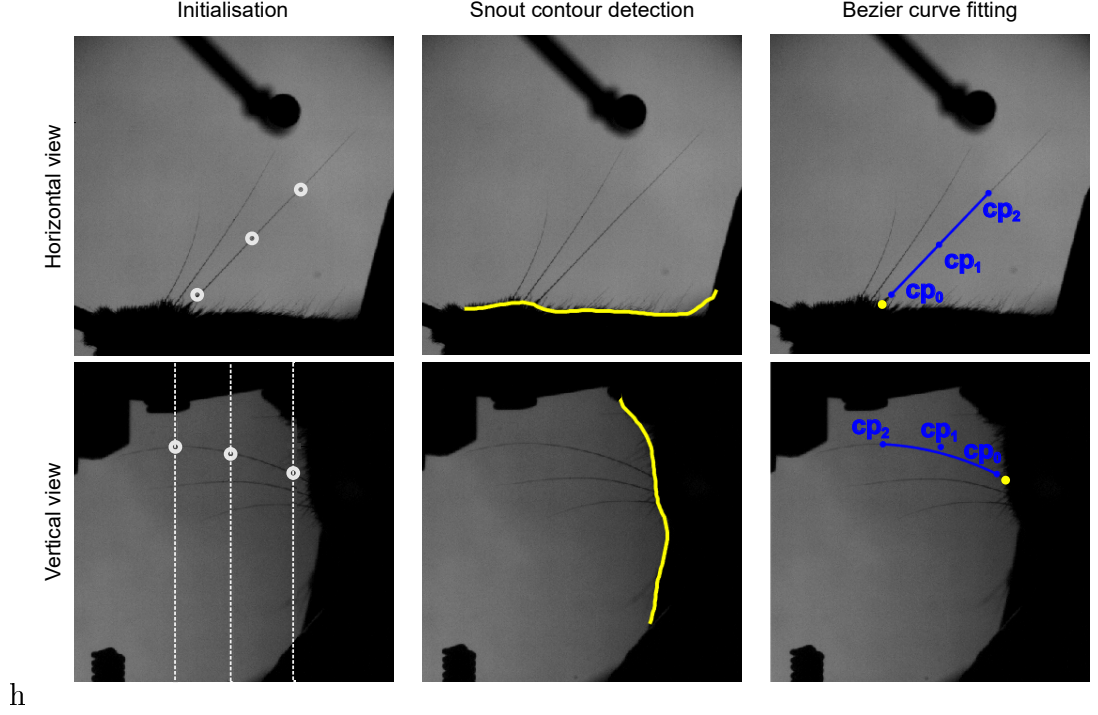 Initialisation
Snout contour detection
Bezier curve fitting
Horizontal view
cp2
cp1
cp0
Vertical view
cp2
cp1
cp0
h